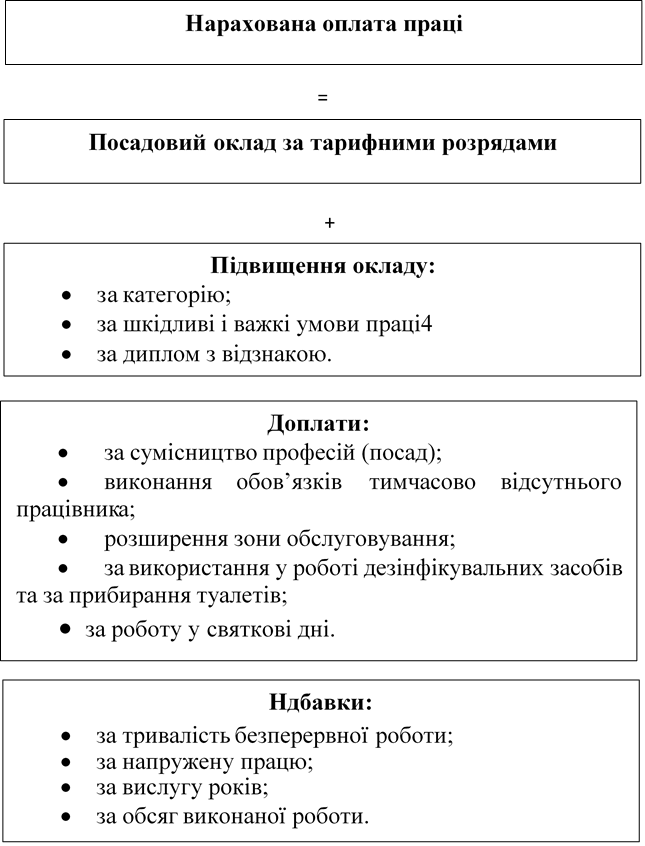 Нарахована оплата праці
=
Посадовий оклад за тарифними розрядами
+
Підвищення окладу:
• за категорію;
• за шкідливі і важкі умови праці4
• за диплом з відзнакою.
Доплати:
• за сумісництво професій (посад);
• виконання обов’язків тимчасово відсутнього
працівника;
• розширення зони обслуговування;
• за використання у роботі дезінфікувальних засобів
та за прибирання туалетів;
• за роботу у святкові дні.
Ндбавки:
• за тривалість безперервної роботи;
• за напружену працю;
• за вислугу років;
• за обсяг виконаної роботи.